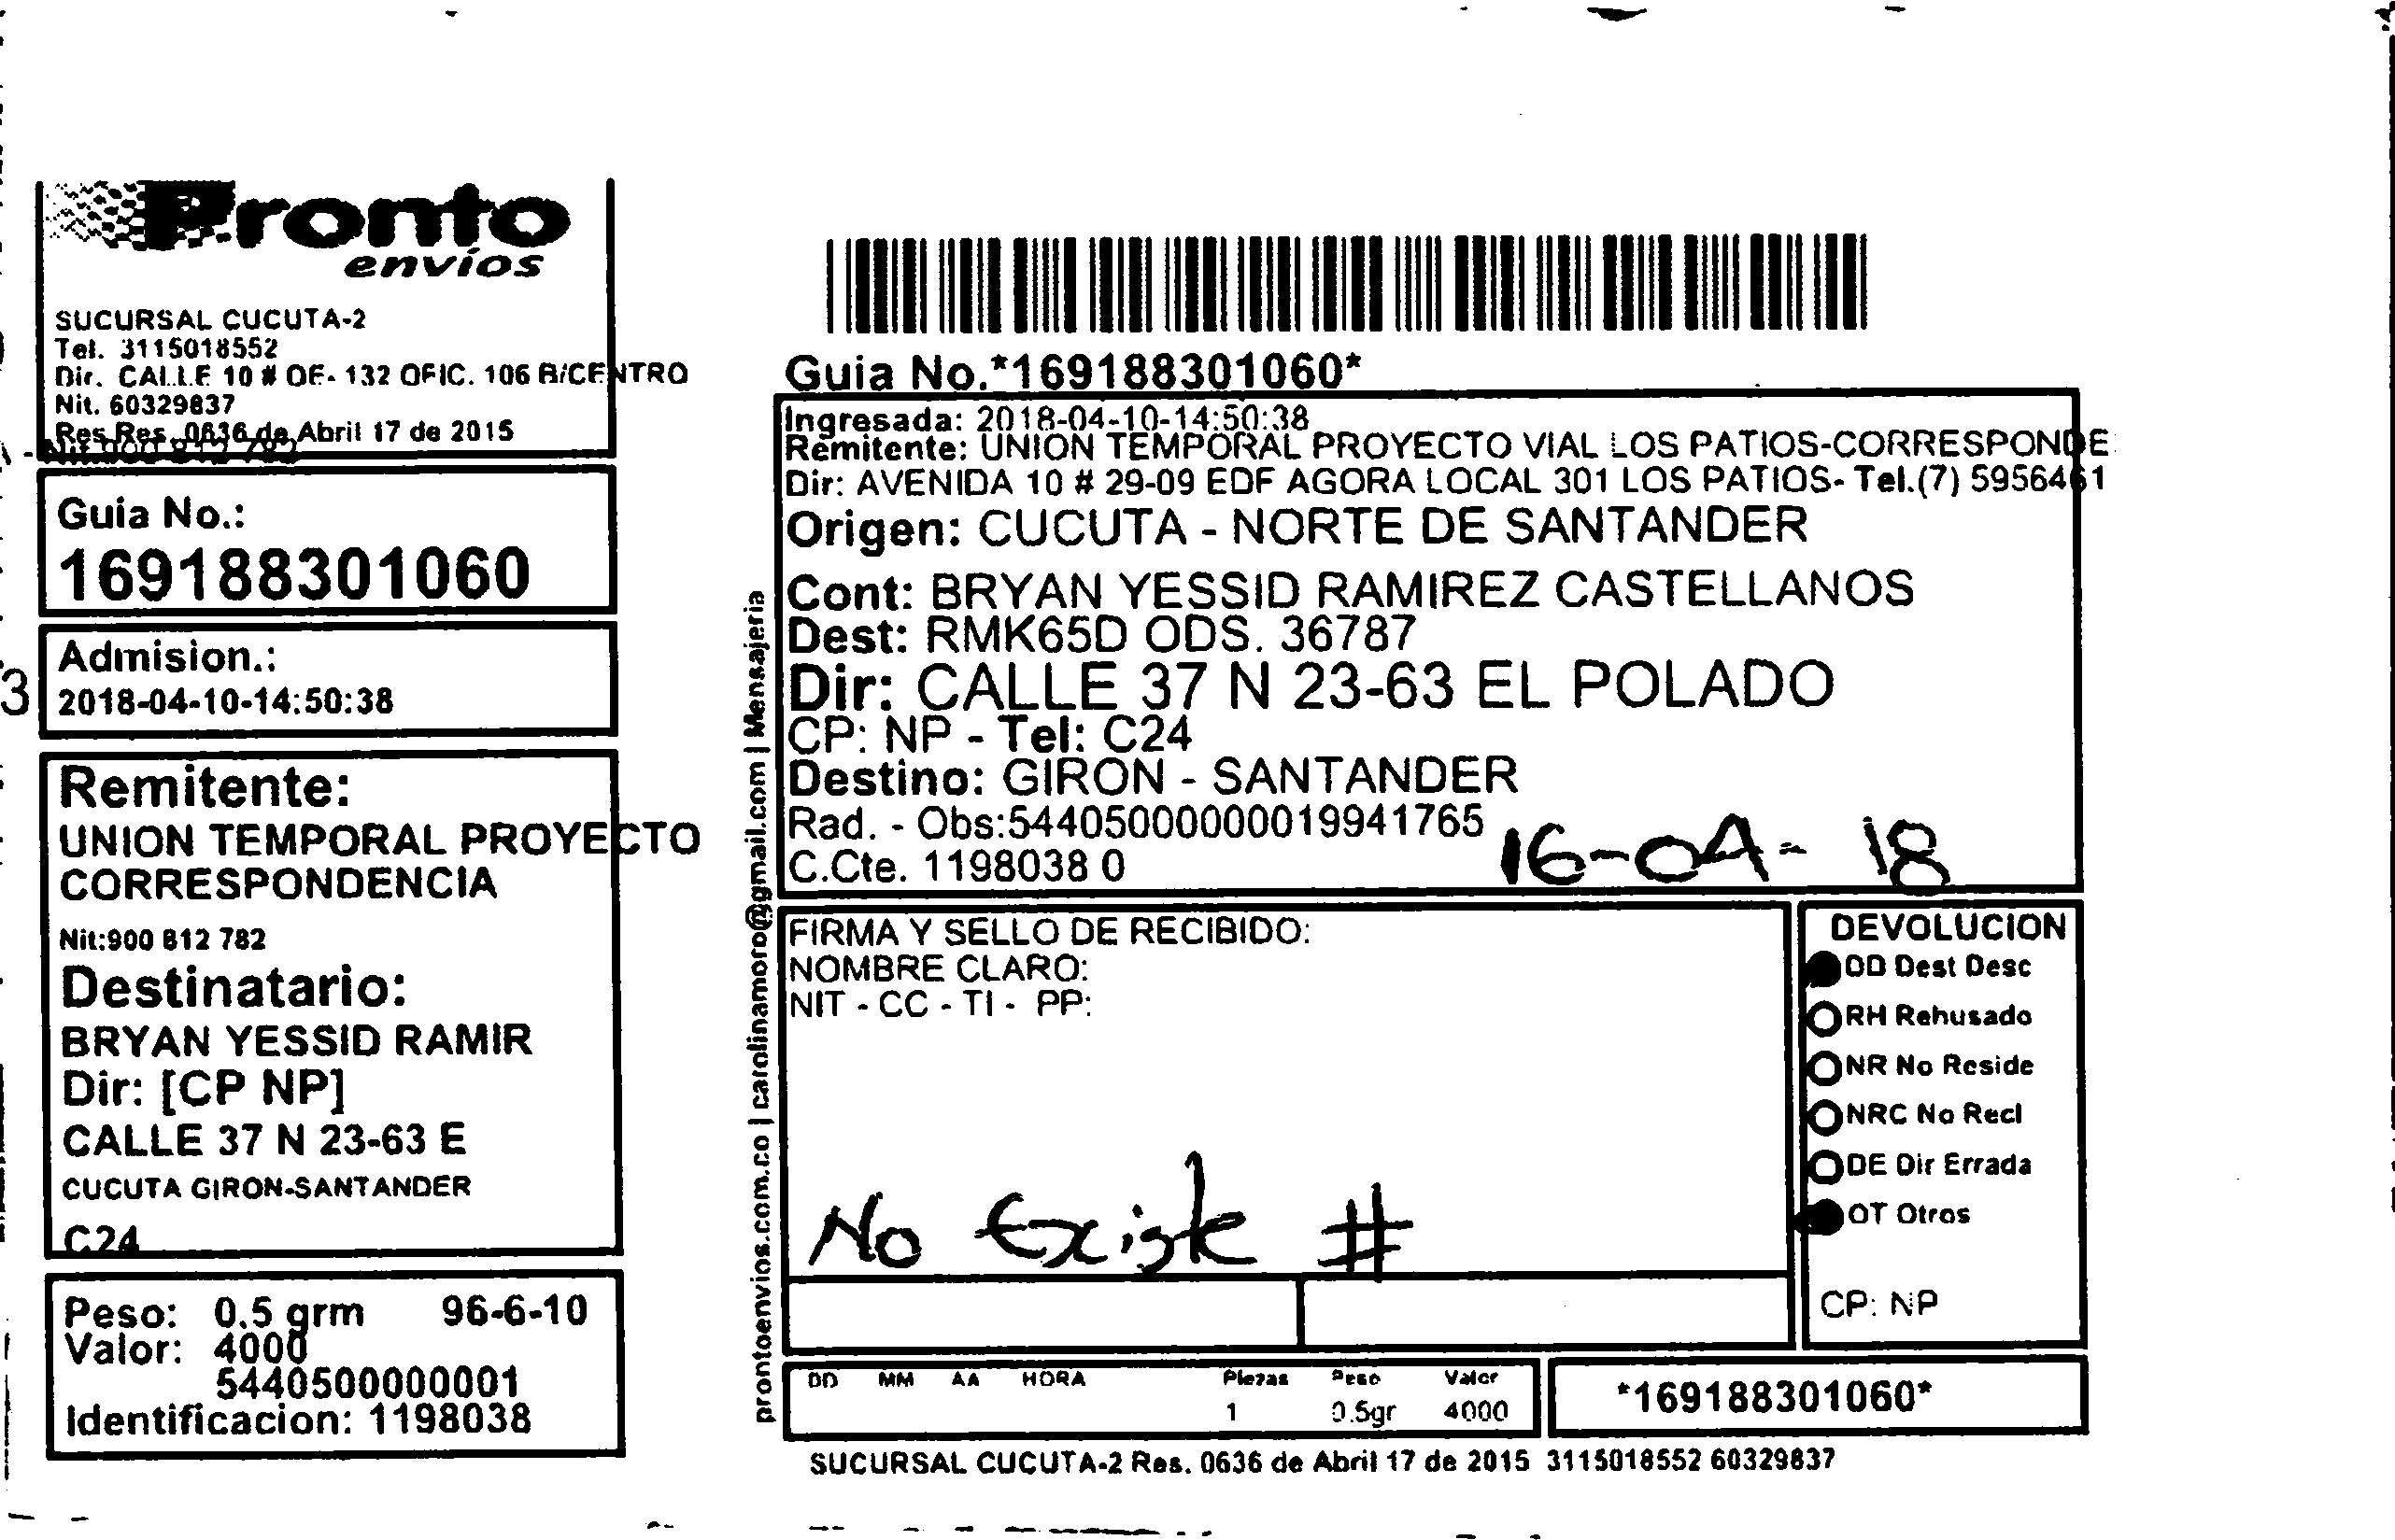 Pronto
envíos
SUCURSAL CUCUTA-2
Tel. 3115018552
Dir. CALLE 10 # OE- 132 OFIC. 106 B/CENTRO
Nit. 60329837
Res Res. 0636 de Abril 17 de 2015
Nit 900 812 782
Guia No.:
169188301060
Admision.:
2018-04-10-14:50:38
3
Remitente:
UNION TEMPORAL PROYECTO
CORRESPONDENCIA
Nit:900 812 782
Destinatario:
BRYAN YESSID RAMIR
Dir: [CP NP]
CALLE 37 N 23-63 E
CUCUTA GIRON-SANTANDER
C24
Peso: 0.5 grm 96-6-10
Valor: 4000
5440500000001
Identificacion: 1198038
prontoenvios.com.co | carolinamoro@gmail.com | Mensajeria
Guia No.*169188301060*
Ingresada: 2018-04-10-14:50:38
Remitente: UNION TEMPORAL PROYECTO VIAL LOS PATIOS-CORRESPONDE
Dir: AVENIDA 10 # 29-09 EDF AGORA LOCAL 301 LOS PATIOS- Tel.(7) 5956461
Origen: CUCUTA - NORTE DE SANTANDER
Cont: BRYAN YESSID RAMIREZ CASTELLANOS
Dest: RMK65D ODS. 36787
Dir: CALLE 37 N 23-63 EL POLADO
CP: NP - Tel: C24
Destino: GIRON - SANTANDER
Rad. - Obs:544050000000019941765
C.Cte. 1198038 0
16-04-18
FIRMA Y SELLO DE RECIBIDO:
NOMBRE CLARO:
NIT - CC - TI - PP:
No Existe #
DEVOLUCION
DD Dest Desc
RH Rehusado
NR No Reside
NRC No Recl
DE Dir Errada
OT Otros
CP: NP
DD MM AA HORA Piezas Peso Valor
1 0.5gr 4000
*169188301060*
SUCURSAL CUCUTA-2 Res. 0636 de Abril 17 de 2015 3115018552 60329837